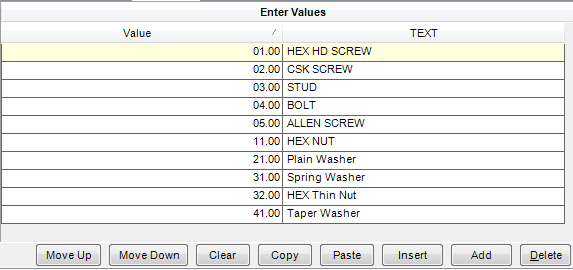 Enter Values
Value TEXT
01.00 HEX HD SCREW
02.00 CSK SCREW
03.00 STUD
04.00 BOLT
05.00 ALLEN SCREW
11.00 HEX NUT
21.00 Plain Washer
31.00 Spring Washer
32.00 HEX Thin Nut
41.00 Taper Washer
Move Up Move Down Clear Copy Paste Insert Add Delete